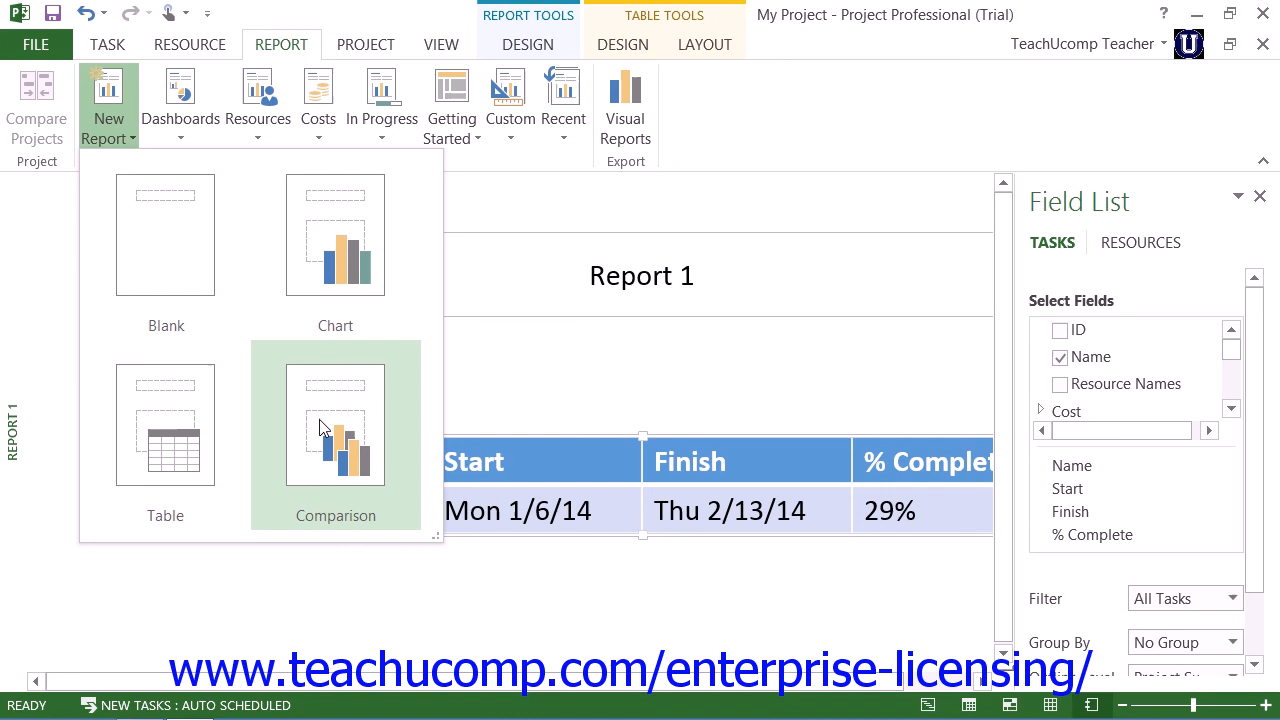 REPORT TOOLS TABLE TOOLS My Project - Project Professional (Trial) ?
FILE TASK RESOURCE REPORT PROJECT VIEW DESIGN DESIGN LAYOUT TeachUcomp Teacher U
Compare Projects
New Report
Dashboards
Resources
Costs
In Progress
Getting Started
Custom
Recent
Visual Reports
Project
Export
Blank
Chart
Table
Comparison
Report 1
REPORT 1
Start Finish % Complet
Mon 1/6/14 Thu 2/13/14 29%
Field List
TASKS RESOURCES
Select Fields
ID
Name
Resource Names
Cost
Name
Start
Finish
% Complete
Filter All Tasks
Group By No Group
www.teachucomp.com/enterprise-licensing/
READY NEW TASKS : AUTO SCHEDULED